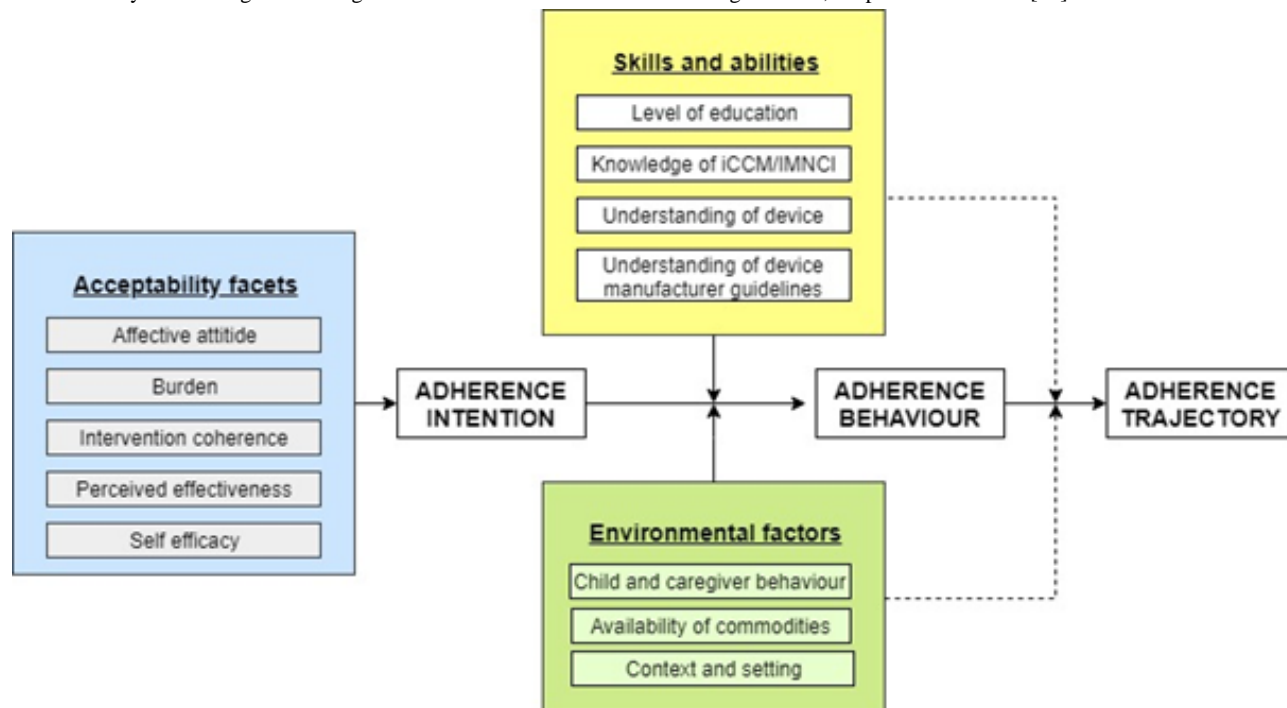 Skills and abilities
Level of education
Knowledge of iCCM/IMNCI
Understanding of device
Understanding of device
manufacturer guidelines
Acceptability facets
Affective attitide
Burden
Intervention coherence
Perceived effectiveness
Self efficacy
ADHERENCE
INTENTION
ADHERENCE
BEHAVIOUR
ADHERENCE
TRAJECTORY
Environmental factors
Child and caregiver behaviour
Availability of commodities
Context and setting